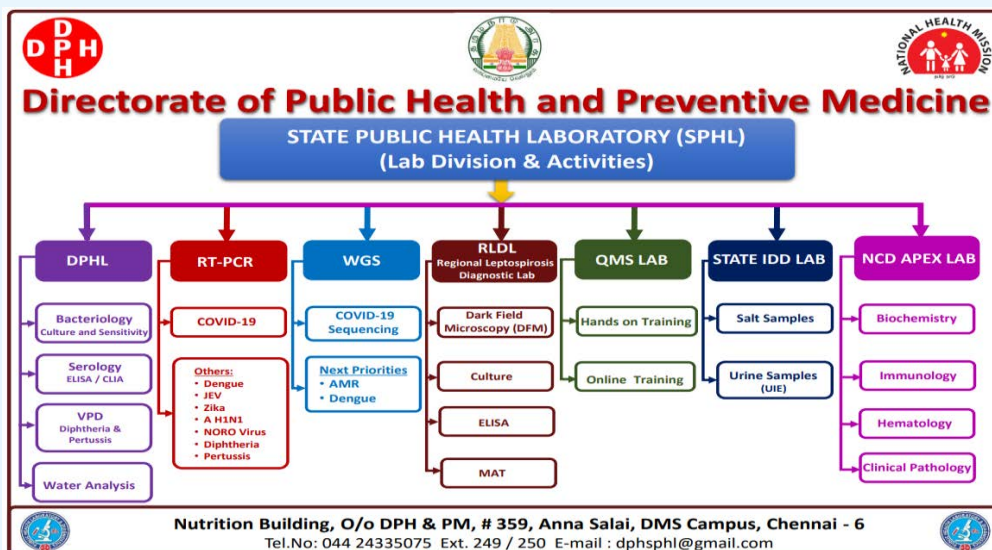 D
DPH
H
NATIONAL HEALTH MISSION
Directorate of Public Health and Preventive Medicine
STATE PUBLIC HEALTH LABORATORY (SPHL)
(Lab Division & Activities)
DPHL
Bacteriology
Culture and Sensitivity
Serology
ELISA / CLIA
VPD
Diphtheria &
Pertussis
Water Analysis
RT-PCR
COVID-19
Others:
• Dengue
• JEV
• Zika
• A H1N1
• NORO Virus
• Diphtheria
• Pertussis
WGS
COVID-19
Sequencing
Next Priorities
• AMR
• Dengue
RLDL
Regional Leptospirosis
Diagnostic Lab
Dark Field
Microscopy (DFM)
Culture
ELISA
MAT
QMS LAB
Hands on Training
Online Training
STATE IDD LAB
Salt Samples
Urine Samples
(UIE)
NCD APEX LAB
Biochemistry
Immunology
Hematology
Clinical Pathology
Nutrition Building, O/o DPH & PM, # 359, Anna Salai, DMS Campus, Chennai - 6
Tel.No: 044 24335075 Ext. 249 / 250 E-mail : dphsphl@gmail.com